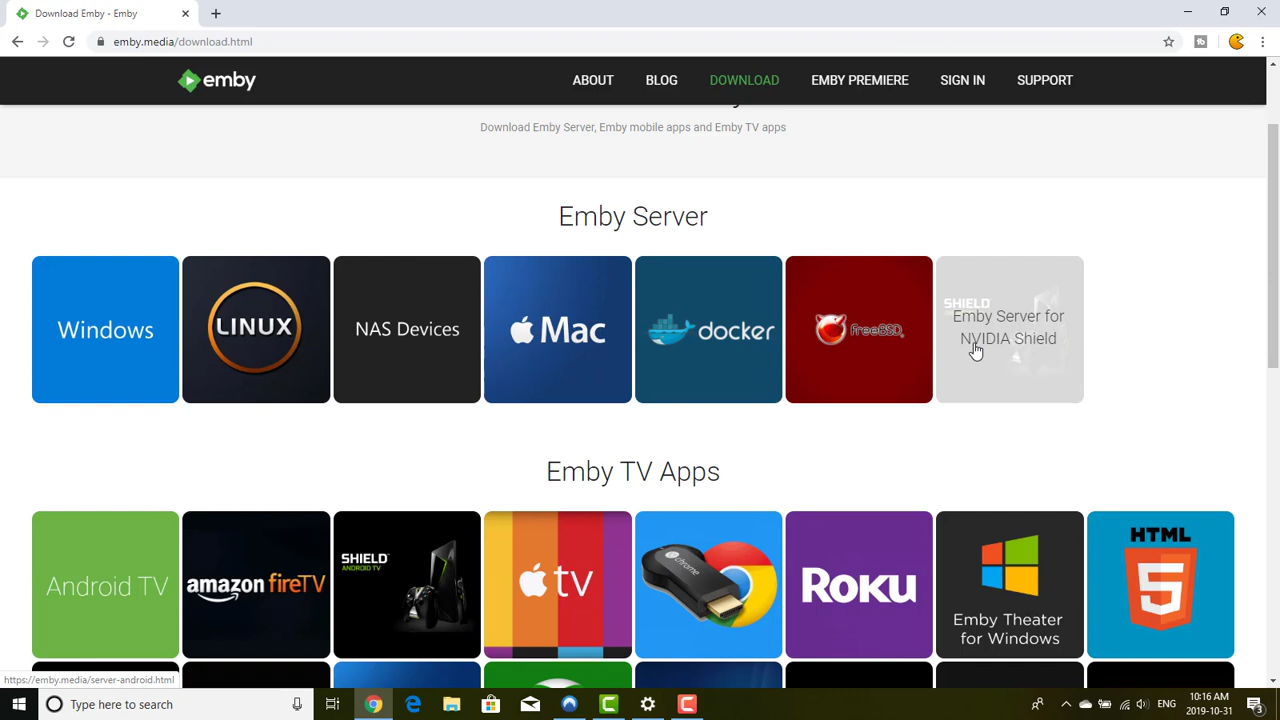 Download Emby - Emby
emby.media/download.html
emby
ABOUT
BLOG
DOWNLOAD
EMBY PREMIERE
SIGN IN
SUPPORT
Download Emby Server, Emby mobile apps and Emby TV apps
Emby Server
Windows
LINUX
NAS Devices
Mac
docker
freeBSD
SHIELD
Emby Server for
NVIDIA Shield
Emby TV Apps
Android TV
amazon fireTV
SHIELD
ANDROID TV
tv
chrome
Roku
Emby Theater
for Windows
HTML
5
https://emby.media/server-android.html
Type here to search
ENG
10:16 AM
2019-10-31
3